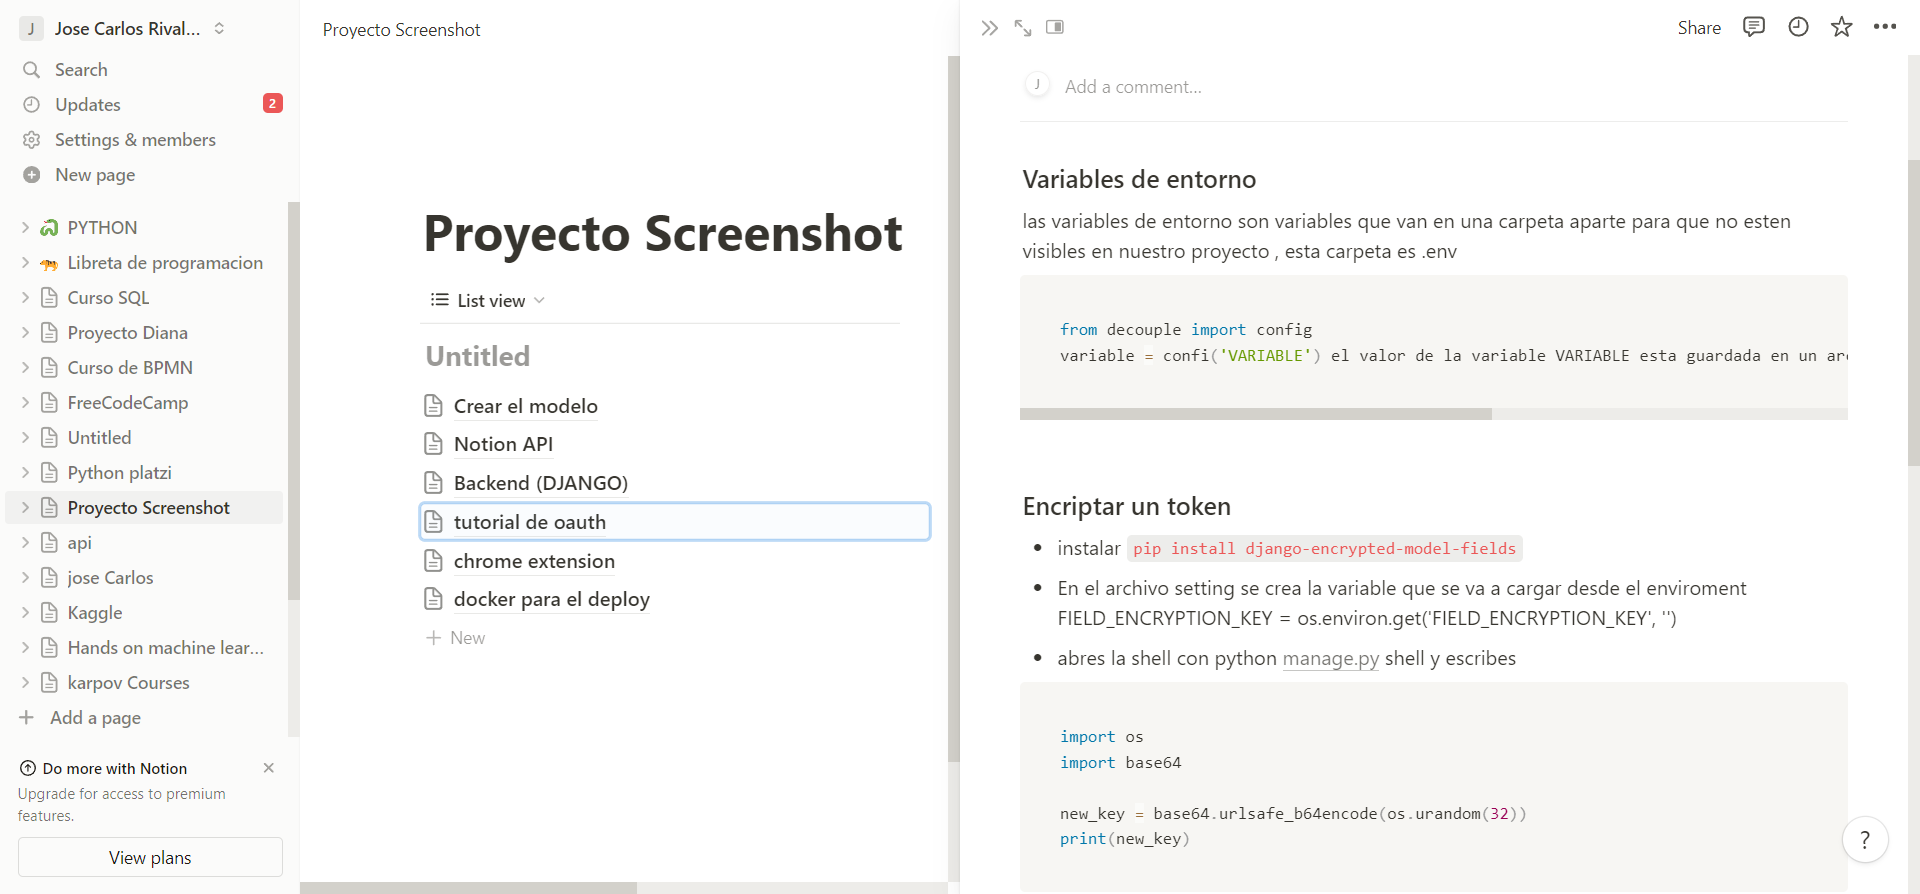 J Jose Carlos Rival...
Search
Updates 2
Settings & members
New page
PYTHON
Libreta de programacion
Curso SQL
Proyecto Diana
Curso de BPMN
FreeCodeCamp
Untitled
Python platzi
Proyecto Screenshot
api
jose Carlos
Kaggle
Hands on machine lear...
karpov Courses
Add a page
Do more with Notion
Upgrade for access to premium
features.
View plans
Proyecto Screenshot
Proyecto Screenshot
List view
Untitled
Crear el modelo
Notion API
Backend (DJANGO)
tutorial de oauth
chrome extension
docker para el deploy
New
Share
J Add a comment...
Variables de entorno
las variables de entorno son variables que van en una carpeta aparte para que no esten
visibles en nuestro proyecto , esta carpeta es .env
from decouple import config
variable = confi('VARIABLE') el valor de la variable VARIABLE esta guardada en un
Encriptar un token
• instalar pip install django-encrypted-model-fields
• En el archivo setting se crea la variable que se va a cargar desde el enviroment
FIELD_ENCRYPTION_KEY = os.environ.get('FIELD_ENCRYPTION_KEY', '')
• abres la shell con python manage.py shell y escribes
import os
import base64
new_key = base64.urlsafe_b64encode(os.urandom(32))
print(new_key)
?